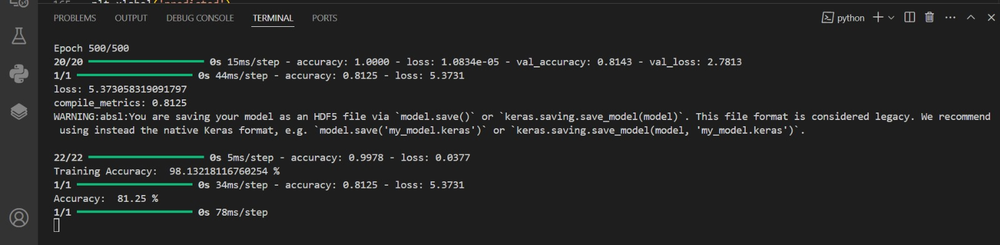 165 plt.xlabel('predicted')
PROBLEMS OUTPUT DEBUG CONSOLE TERMINAL PORTS python
Epoch 500/500
20/20 0s 15ms/step - accuracy: 1.0000 - loss: 1.0834e-05 - val_accuracy: 0.8143 - val_loss: 2.7813
1/1 0s 44ms/step - accuracy: 0.8125 - loss: 5.3731
loss: 5.373058319091797
compile_metrics: 0.8125
WARNING:absl:You are saving your model as an HDF5 file via `model.save()` or `keras.saving.save_model(model)`. This file format is considered legacy. We recommend
using instead the native Keras format, e.g. `model.save('my_model.keras')` or `keras.saving.save_model(model, 'my_model.keras')`.
22/22 0s 5ms/step - accuracy: 0.9978 - loss: 0.0377
Training Accuracy:  98.13218116760254 %
1/1 0s 34ms/step - accuracy: 0.8125 - loss: 5.3731
Accuracy:  81.25 %
1/1 0s 78ms/step